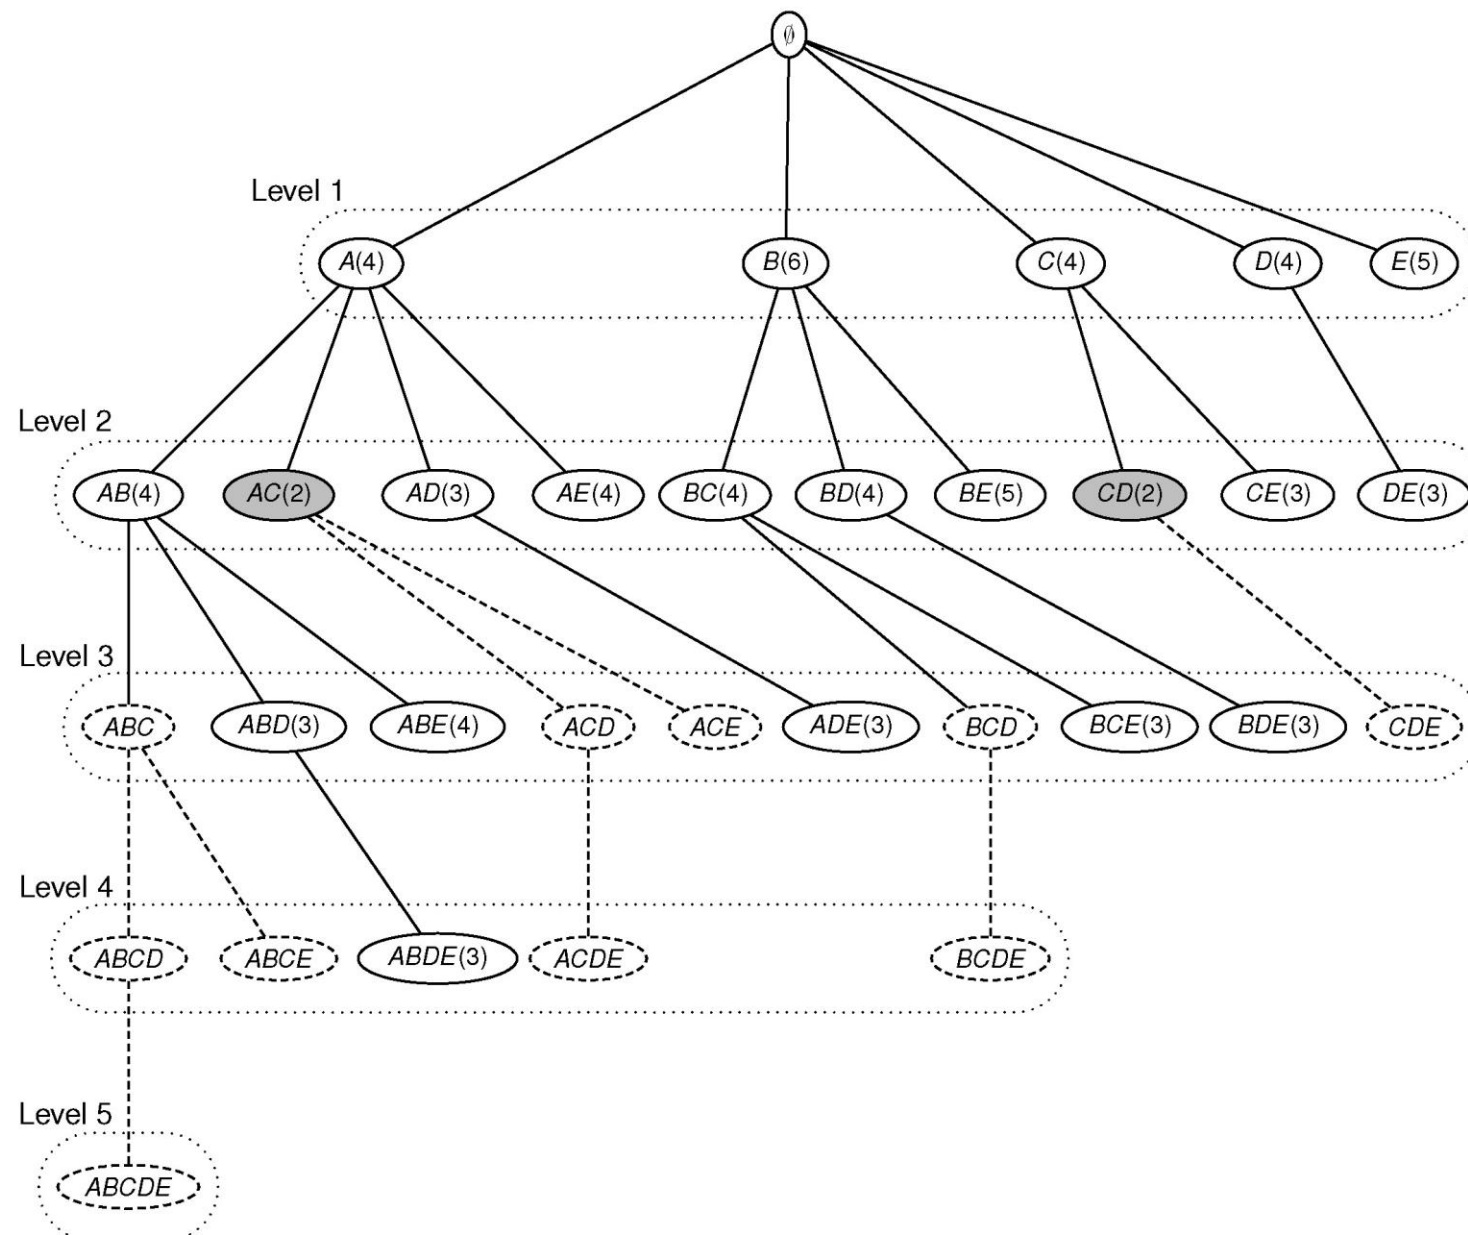 ∅
Level 1
A(4) B(6) C(4) D(4) E(5)
Level 2
AB(4) AC(2) AD(3) AE(4) BC(4) BD(4) BE(5) CD(2) CE(3) DE(3)
Level 3
ABC ABD(3) ABE(4) ACD ACE ADE(3) BCD BCE(3) BDE(3) CDE
Level 4
ABCD ABCE ABDE(3) ACDE BCDE
Level 5
ABCDE